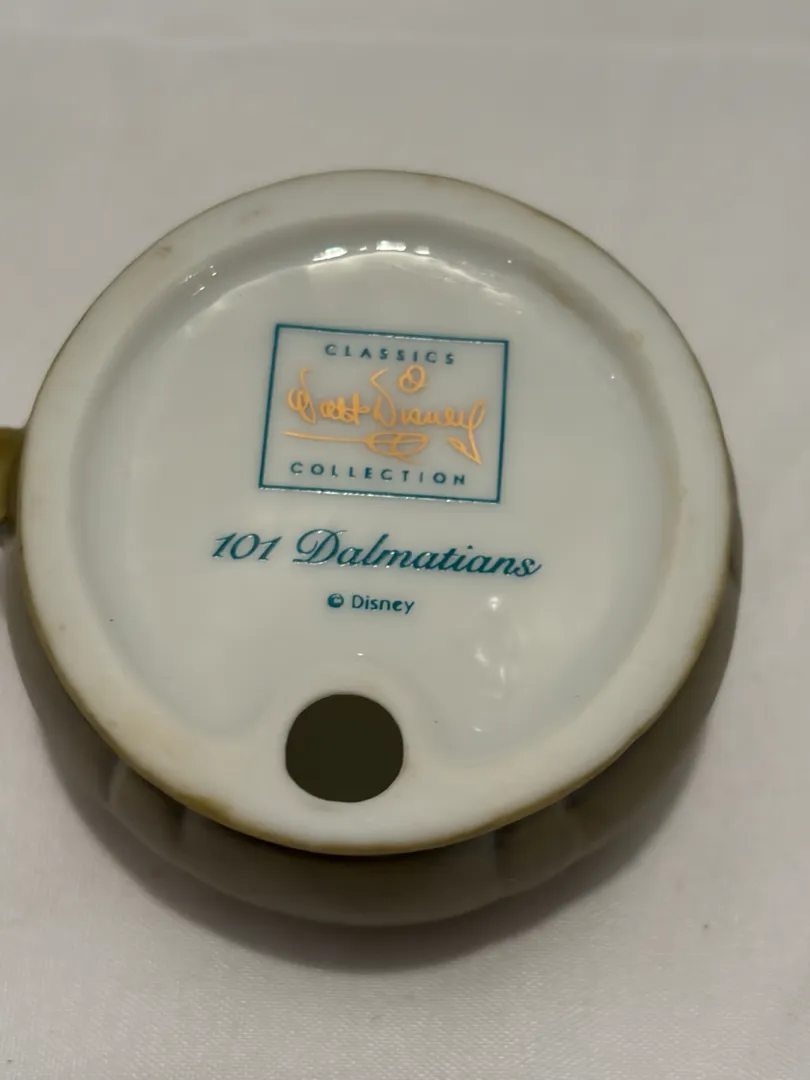 CLASSICS
Walt Disney
COLLECTION
101 Dalmatians
© Disney